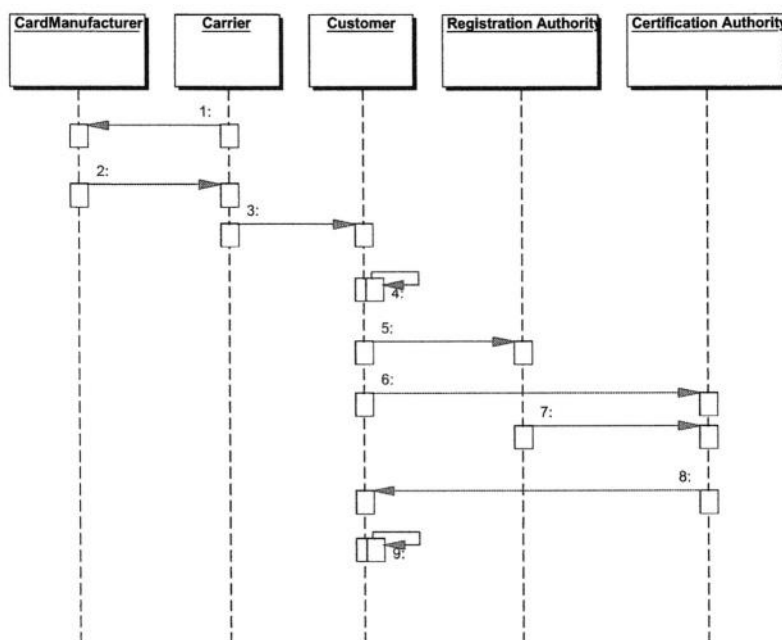 CardManufacturer
Carrier
Customer
Registration Authority
Certification Authority
1:
2:
3:
4:
5:
6:
7:
8:
9: